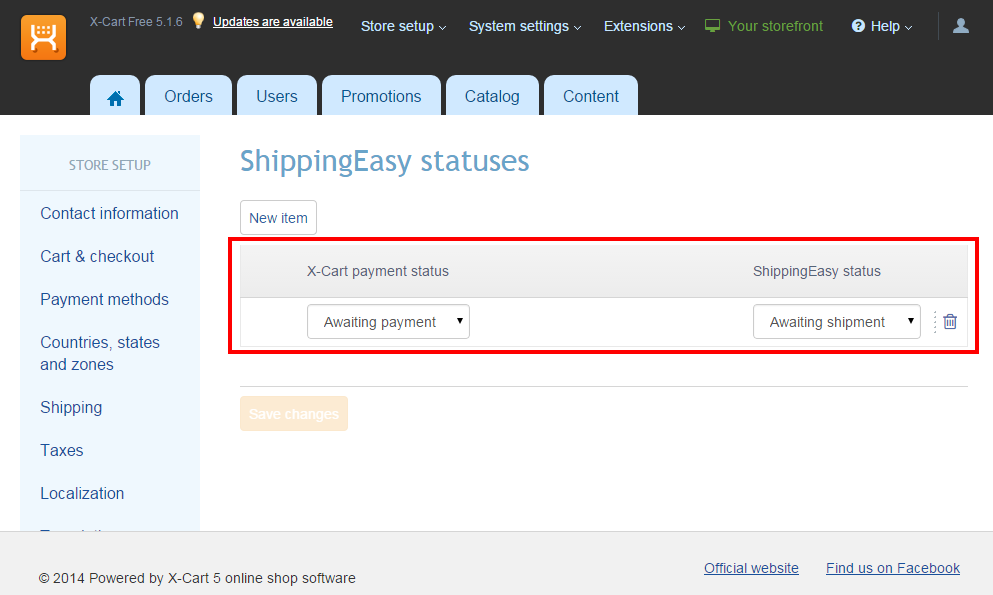 X-Cart Free 5.1.6 Updates are available Store setup System settings Extensions Your storefront Help
Orders Users Promotions Catalog Content
STORE SETUP
Contact information
Cart & checkout
Payment methods
Countries, states
and zones
Shipping
Taxes
Localization
ShippingEasy statuses
New item
X-Cart payment status ShippingEasy status
Awaiting payment Awaiting shipment
Save changes
© 2014 Powered by X-Cart 5 online shop software
Official website Find us on Facebook